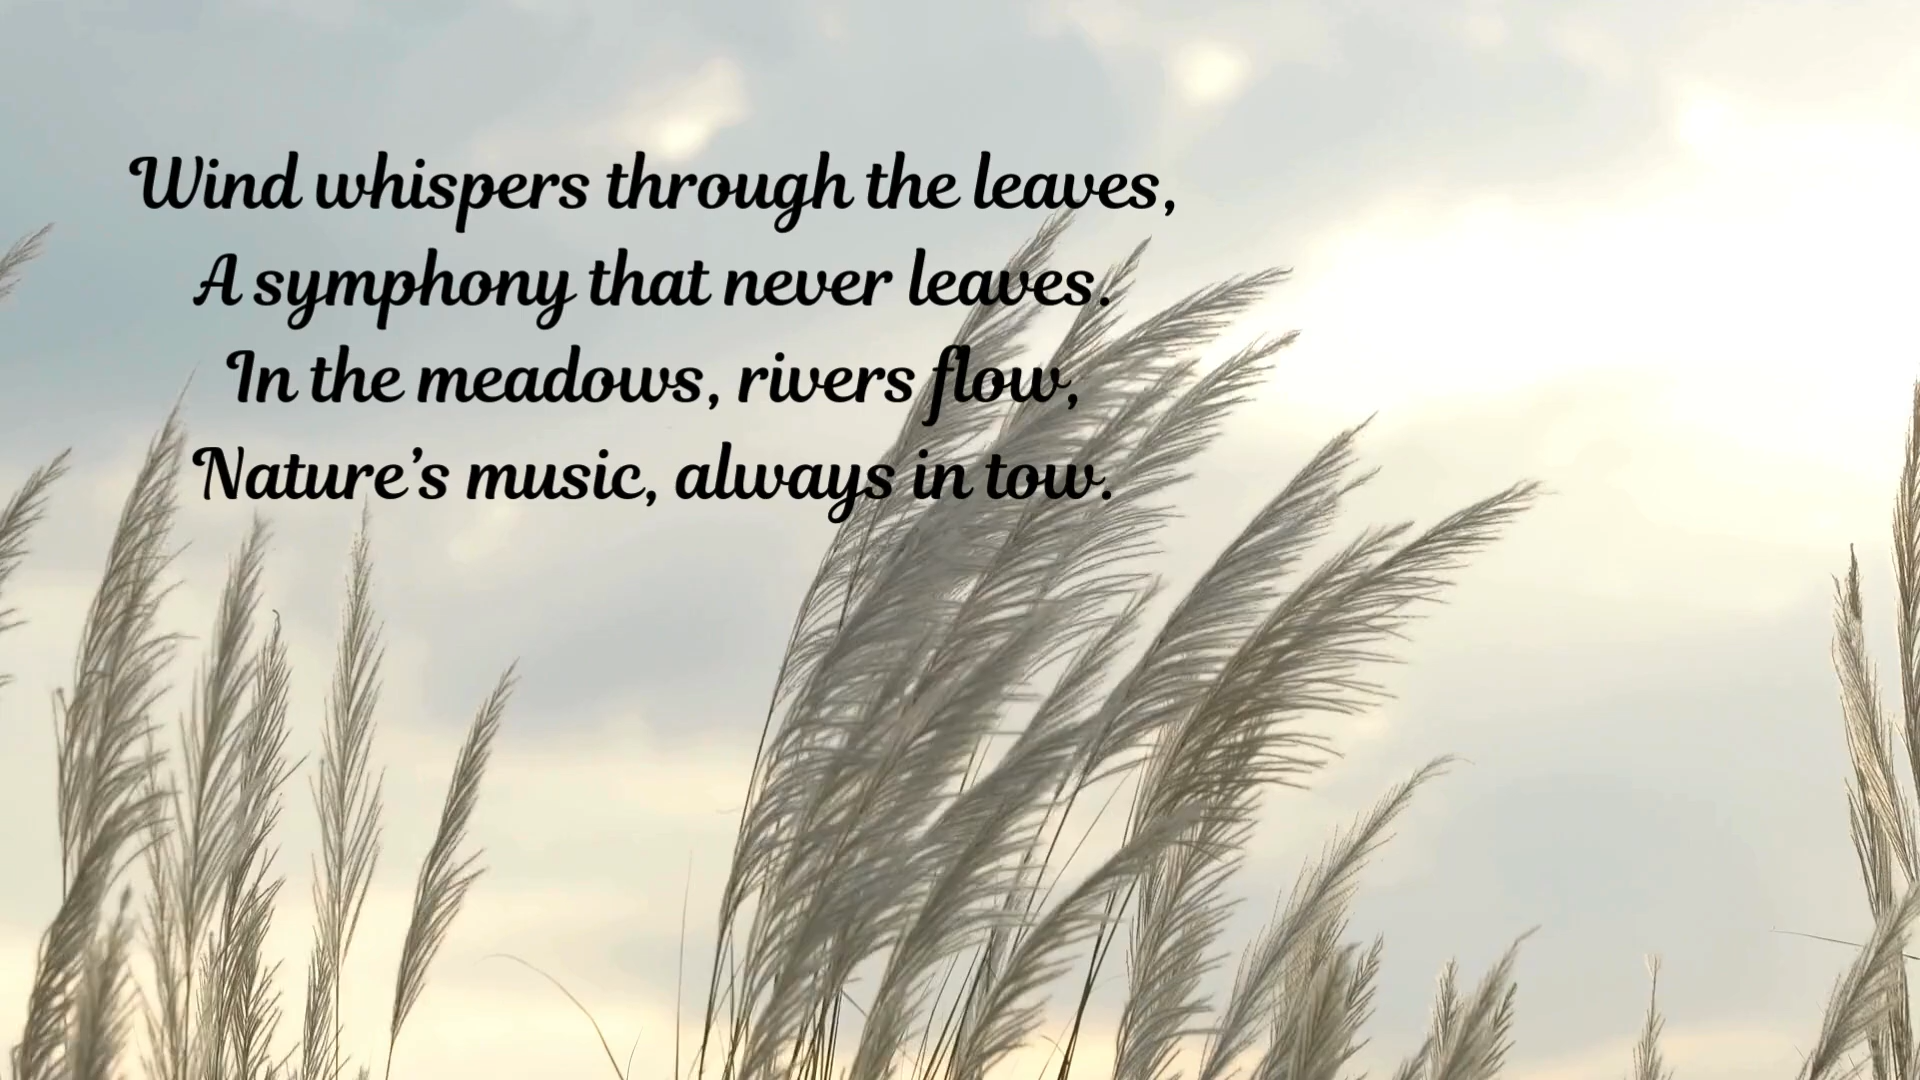 Wind whispers through the leaves,
A symphony that never leaves.
In the meadows, rivers flow,
Nature’s music, always in tow.